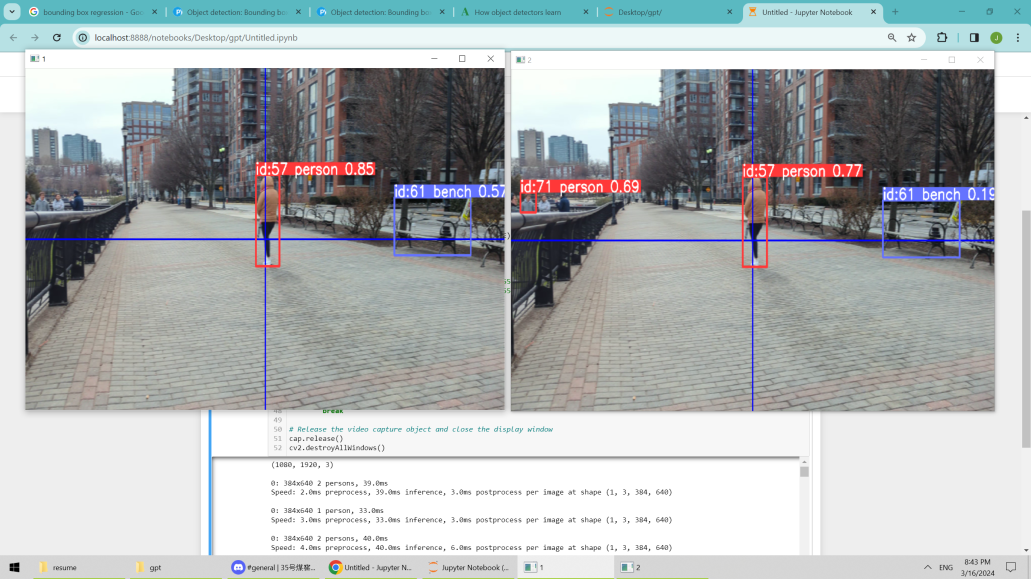 bounding box regression - Goo
Object detection: Bounding bo
Object detection: Bounding bo
How object detectors learn
Desktop/gpt/
Untitled - Jupyter Notebook
localhost:8888/notebooks/Desktop/gpt/Untitled.ipynb
J
1
2
id:57 person 0.85
id:61 bench 0.57
id:71 person 0.69
id:57 person 0.77
id:61 bench 0.19
48 break
49
50 # Release the video capture object and close the display window
51 cap.release()
52 cv2.destroyAllWindows()
(1080, 1920, 3)
0: 384x640 2 persons, 39.0ms
Speed: 2.0ms preprocess, 39.0ms inference, 3.0ms postprocess per image at shape (1, 3, 384, 640)
0: 384x640 1 person, 33.0ms
Speed: 3.0ms preprocess, 33.0ms inference, 3.0ms postprocess per image at shape (1, 3, 384, 640)
0: 384x640 2 persons, 40.0ms
Speed: 4.0ms preprocess, 40.0ms inference, 6.0ms postprocess per image at shape (1, 3, 384, 640)
resume
gpt
#general | 35号煤窑...
Untitled - Jupyter N...
Jupyter Notebook (...
1
2
ENG
8:43 PM
3/16/2024